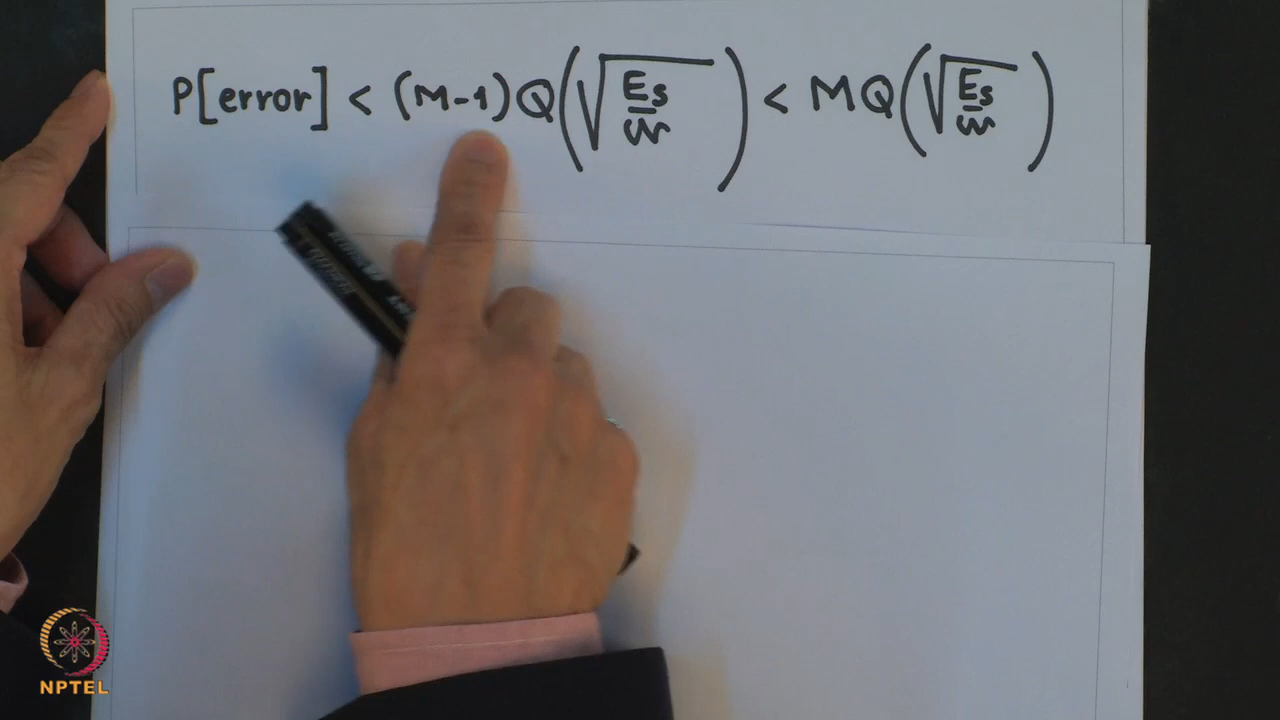 P[error] < (M-1)Q(√(Es/N)) < MQ(√(Es/N))
NPTEL